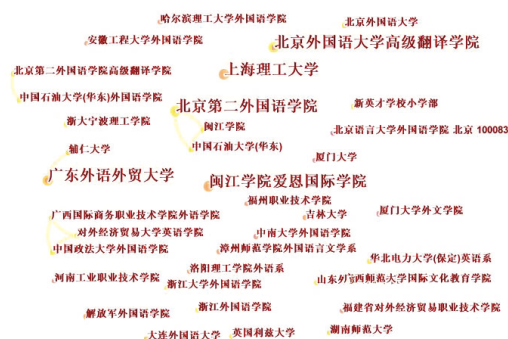 哈尔滨理工大学外国语学院
北京外国语大学
安徽工程大学外国语学院
北京外国语大学高级翻译学院
北京第二外国语学院高级翻译学院
上海理工大学
中国石油大学(华东)外国语学院
北京第二外国语学院
新英才学校小学部
浙大宁波理工学院
闽江学院
北京语言大学外国语学院 北京 100083
辅仁大学
中国石油大学(华东)
厦门大学
广东外语外贸大学
闽江学院爱恩国际学院
福州职业技术学院
广西国际商务职业技术学院外语学院
吉林大学
厦门大学外文学院
对外经济贸易大学英语学院
中南大学外国语学院
中国政法大学外国语学院
漳州师范学院外国语言文学系
华北电力大学(保定)英语系
洛阳理工学院外语系
河南工业职业技术学院
浙江大学外国语学院
山东
西师范大学国际文化教育学院
解放军外国语学院
浙江外国语学院
福建省对外经济贸易职业技术学院
大连外国语大学
英国利兹大学
湖南师范大学